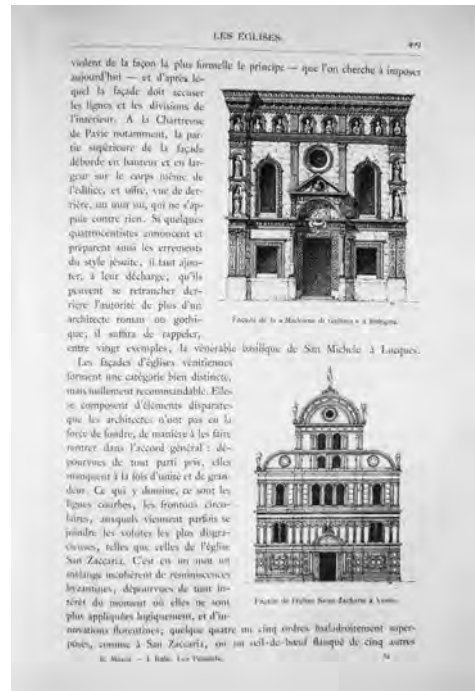 LES ÉGLISES.
violent de la façon la plus formelle le principe — que l'on cherche à imposer
aujourd'hui — et d'après le-
quel la façade doit accuser
les lignes et les divisions de
l'intérieur. A la Chartreuse
de Pavie notamment, la par-
tie supérieure de la façade
déborde en hauteur et en lar-
geur sur le corps même de
l'édifice, et offre, vue de der-
rière, un mur nu, qui ne s'ap-
puie contre rien. Si quelques
quattrocentistes annoncent et
préparent ainsi les errements
du style jésuite, il faut ajou-
ter, à leur décharge, qu'ils
peuvent se retrancher der-
rière l'autorité de plus d'un
architecte roman ou gothi-
que; il suffira de rappeler,
Façade de la « Madonna di Galliera » à Bologne.
entre vingt exemples, la vénérable basilique de San Michele à Lucques.
Les façades d'églises vénitiennes
forment une catégorie bien distincte,
mais nullement recommandable. Elles
se composent d'éléments disparates
que les architectes n'ont pas eu la
force de fondre, de manière à les faire
rentrer dans l'accord général : dé-
pourvues de tout parti pris, elles
manquent à la fois d'unité et de gran-
deur. Ce qui y domine, ce sont les
lignes courbes, les frontons circu-
laires, auxquels viennent parfois se
joindre les volutes les plus disgra-
cieuses, telles que celles de l'église
San Zaccaria. C'est en un mot un
mélange incohérent de réminiscences
byzantines, dépourvues de tout in-
térêt du moment où elles ne sont
plus appliquées logiquement, et d'in-
Façade de l'église Saint-Zacharie à Venise.
novations florentines; quelque quatre ou cinq ordres maladroitement super-
posés, comme à San Zaccaria, ou un œil-de-bœuf flanqué de cinq autres
E. Müntz. — I. Italie. Les Primitifs.